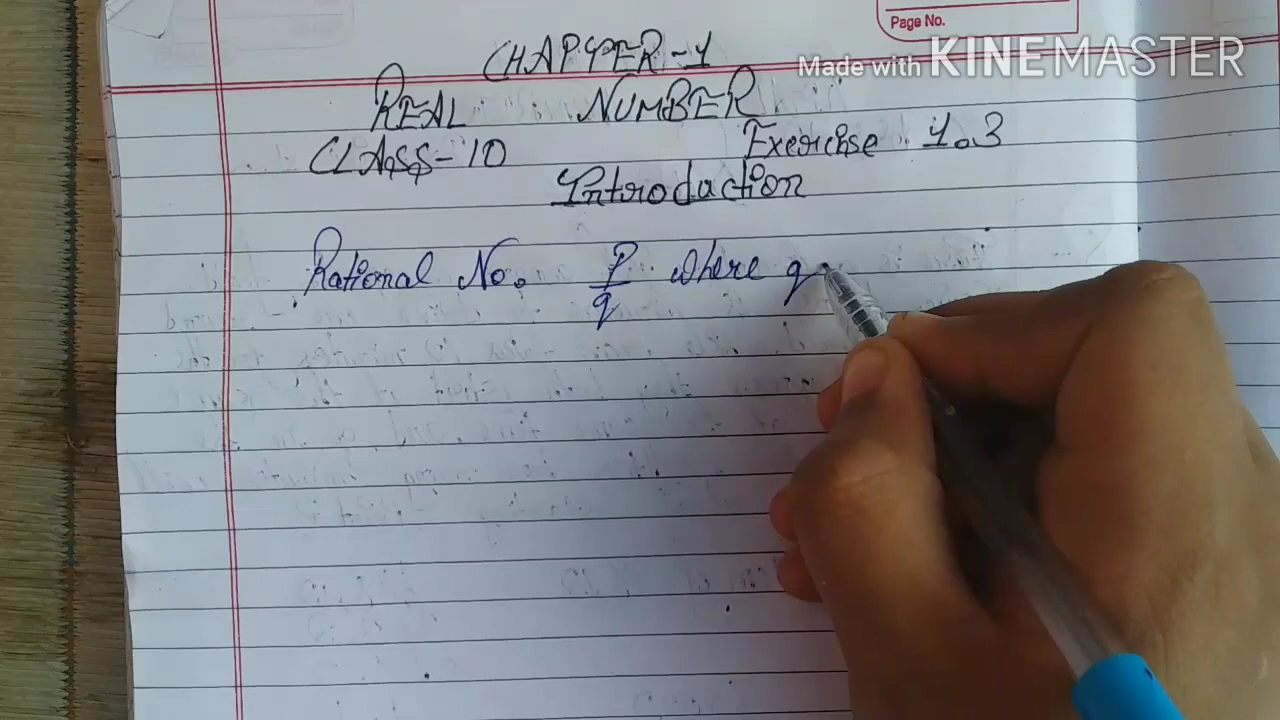 Page No.
Made with KINEMASTER
CHAPTER-1
REAL NUMBER
CLASS-10 Exercise 1.3
Introduction
Rational No. P/q where q